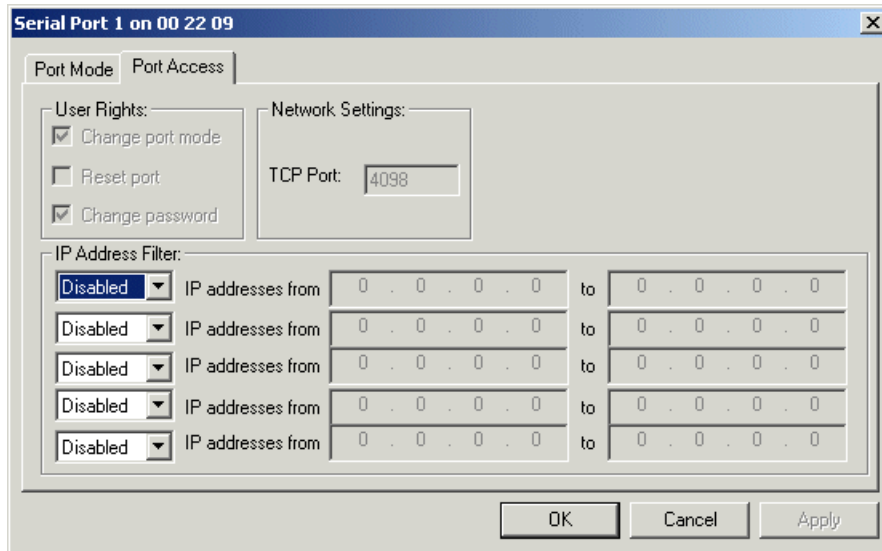 Serial Port 1 on 00 22 09
Port Mode Port Access
User Rights: Network Settings:
Change port mode
Reset port TCP Port: 4098
Change password
IP Address Filter:
Disabled IP addresses from 0 . 0 . 0 . 0 to 0 . 0 . 0 . 0
Disabled IP addresses from 0 . 0 . 0 . 0 to 0 . 0 . 0 . 0
Disabled IP addresses from 0 . 0 . 0 . 0 to 0 . 0 . 0 . 0
Disabled IP addresses from 0 . 0 . 0 . 0 to 0 . 0 . 0 . 0
Disabled IP addresses from 0 . 0 . 0 . 0 to 0 . 0 . 0 . 0
OK Cancel Apply